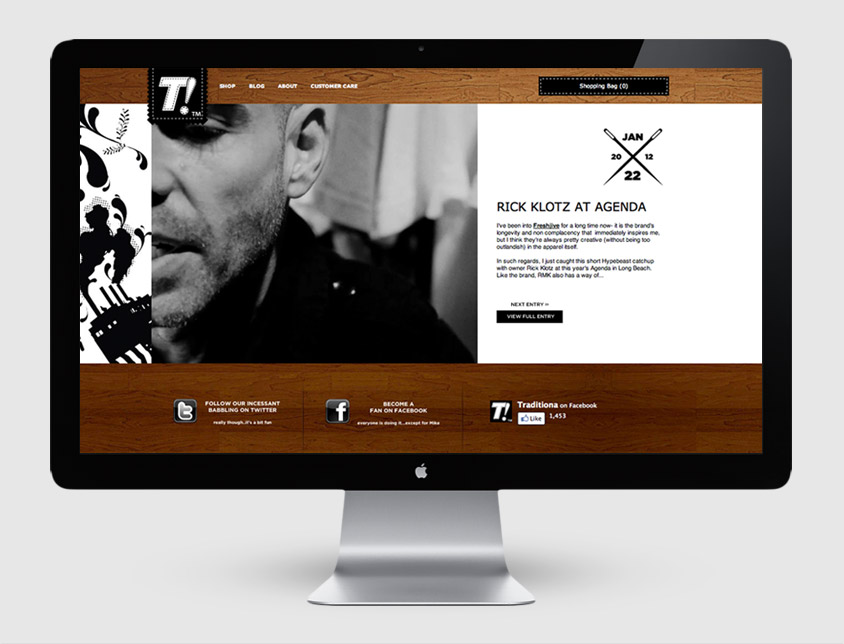 T! TM
SHOP BLOG ABOUT CUSTOMER CARE
Shopping Bag (0)
JAN
20 12
22
RICK KLOTZ AT AGENDA
I've been into Freshjive for a long time now- it is the brand's
longevity and non complacency that immediately inspires me,
but I think they're always pretty creative (without being too
outlandish) in the apparel itself.
In such regards, I just caught this short Hypebeast catchup
with owner Rick Klotz at this year's Agenda in Long Beach.
Like the brand, RMK also has a way of...
NEXT ENTRY »
VIEW FULL ENTRY
FOLLOW OUR INCESSANT
BABBLING ON TWITTER
really though..it's a bit fun
BECOME A
FAN ON FACEBOOK
everyone is doing it...except for Mike
T!
Traditiona on Facebook
Like 1,453